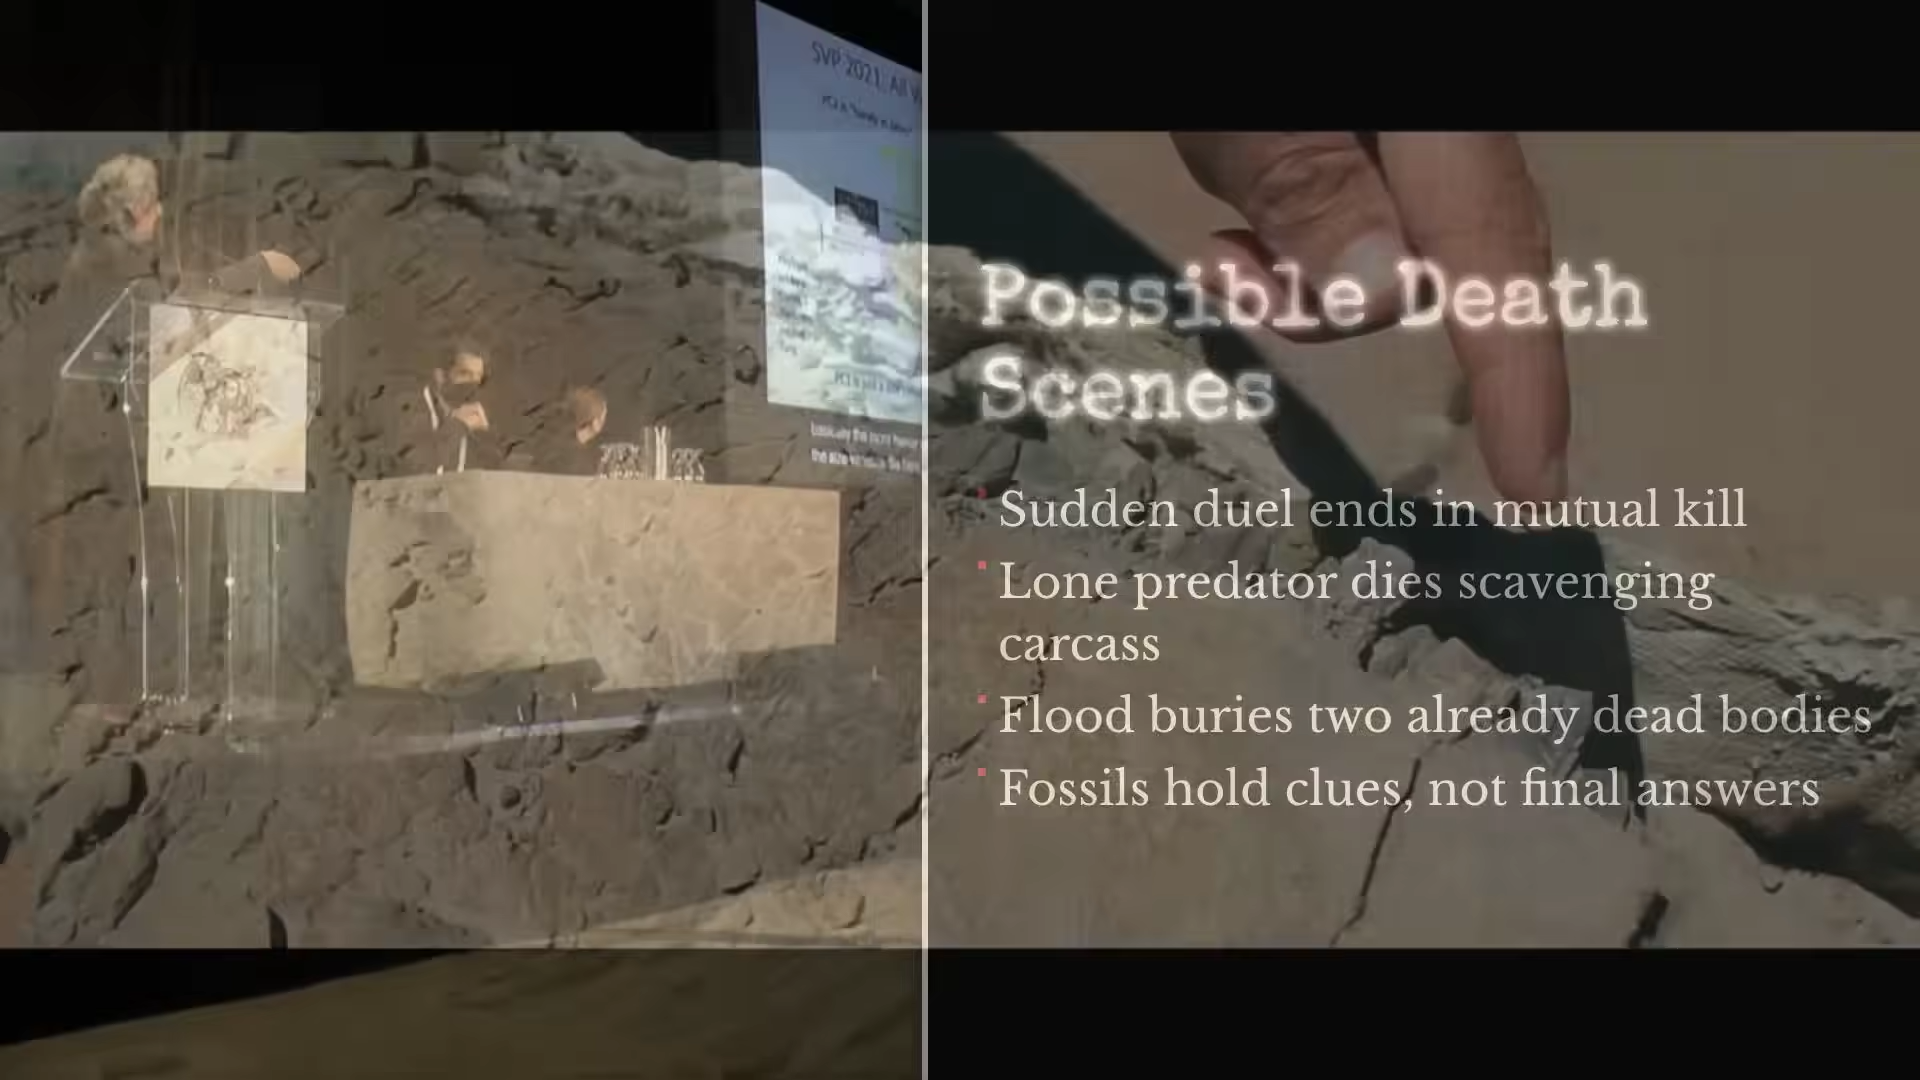 SVP 2021: All
Possible Death
Scenes
Sudden duel ends in mutual kill
Lone predator dies scavenging
carcass
Flood buries two already dead bodies
Fossils hold clues, not final answers